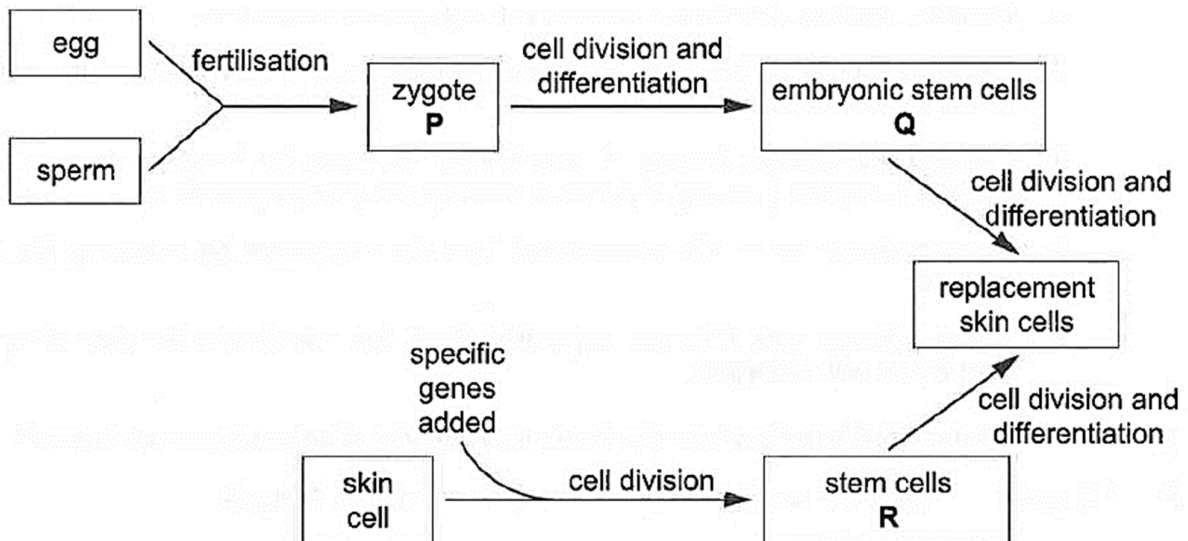 egg
sperm
fertilisation
zygote
P
cell division and
differentiation
embryonic stem cells
Q
cell division and
differentiation
replacement
skin cells
specific
genes
added
skin
cell
cell division
stem cells
R
cell division and
differentiation